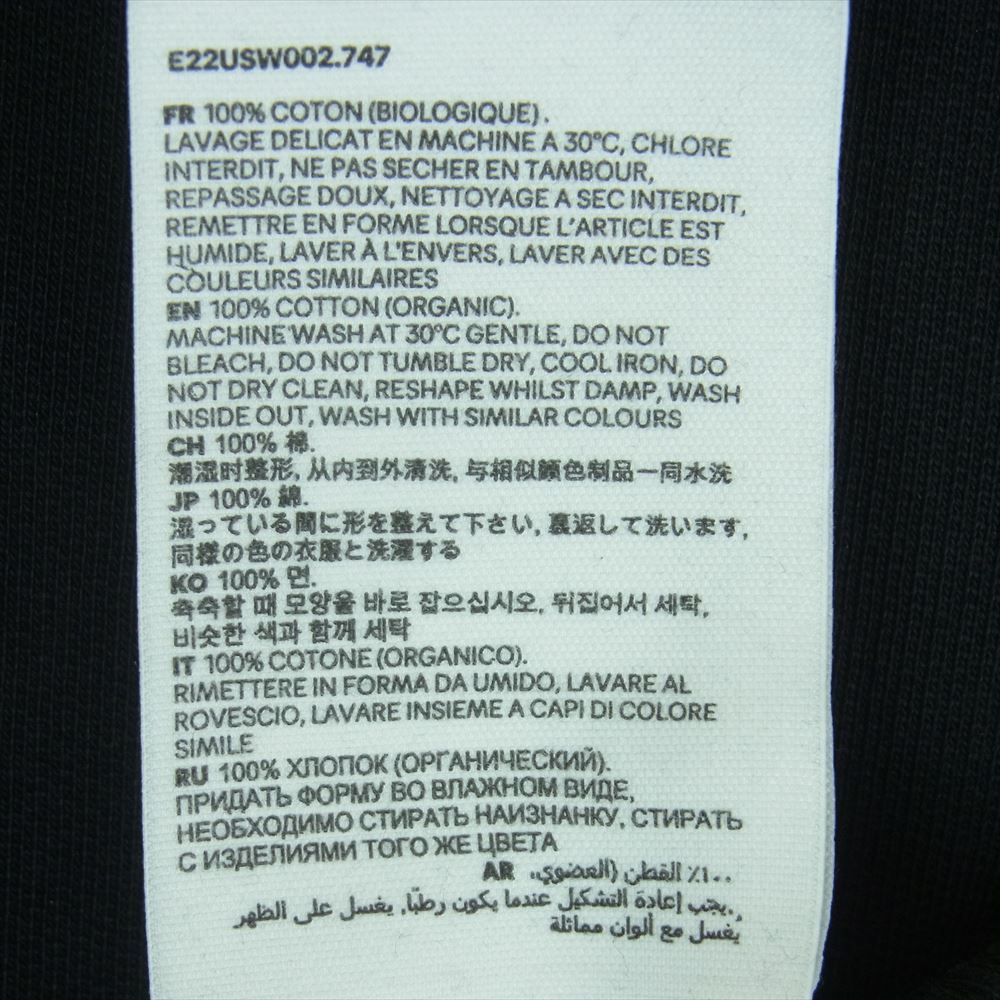 E22USW002.747
FR 100% COTON (BIOLOGIQUE).
LAVAGE DELICAT EN MACHINE A 30°C, CHLORE
INTERDIT, NE PAS SECHER EN TAMBOUR,
REPASSAGE DOUX, NETTOYAGE A SEC INTERDIT,
REMETTRE EN FORME LORSQUE L'ARTICLE EST
HUMIDE, LAVER À L'ENVERS, LAVER AVEC DES
COULEURS SIMILAIRES
EN 100% COTTON (ORGANIC).
MACHINE WASH AT 30°C GENTLE, DO NOT
BLEACH, DO NOT TUMBLE DRY, COOL IRON, DO
NOT DRY CLEAN, RESHAPE WHILST DAMP, WASH
INSIDE OUT, WASH WITH SIMILAR COLOURS
CH 100% 棉.
潮湿时整形, 从内到外清洗, 与相似颜色制品一同水洗
JP 100% 綿.
湿っている間に形を整えて下さい, 裏返して洗います,
同様の色の衣服と洗濯する
KO 100% 면.
축축할 때 모양을 바로 잡으십시오, 뒤집어서 세탁,
비슷한 색과 함께 세탁
IT 100% COTONE (ORGANICO).
RIMETTERE IN FORMA DA UMIDO, LAVARE AL
ROVESCIO, LAVARE INSIEME A CAPI DI COLORE
SIMILE
RU 100% ХЛОПОК (ОРГАНИЧЕСКИЙ).
ПРИДАТЬ ФОРМУ ВО ВЛАЖНОМ ВИДЕ,
НЕОБХОДИМО СТИРАТЬ НАИЗНАНКУ, СТИРАТЬ
С ИЗДЕЛИЯМИ ТОГО ЖЕ ЦВЕТА
AR ١٠٠٪ القطن (العضوي).
يجب إعادة التشكيل عندما يكون رطبًا, يغسل على الظهر,
يغسل مع ألوان مماثلة